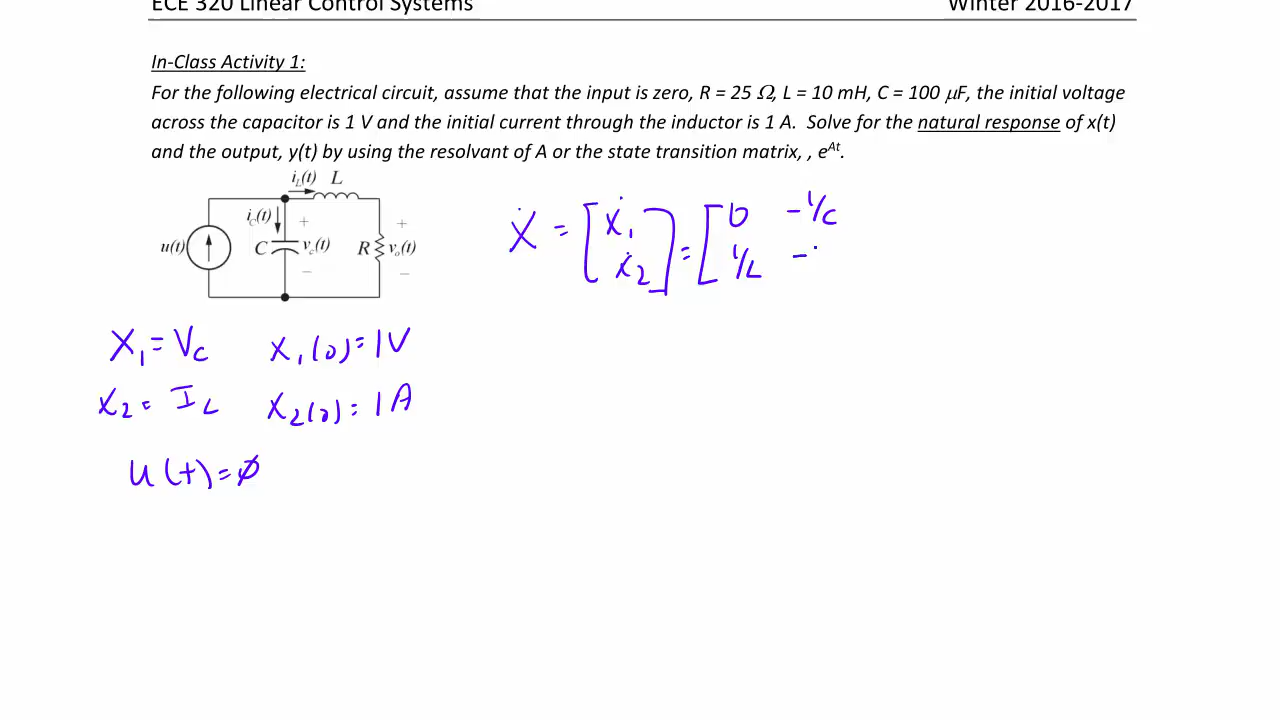 ECE 320 Linear Control Systems Winter 2016-2017
In-Class Activity 1:
For the following electrical circuit, assume that the input is zero, R = 25 Ω, L = 10 mH, C = 100 μF, the initial voltage
across the capacitor is 1 V and the initial current through the inductor is 1 A. Solve for the natural response of x(t)
and the output, y(t) by using the resolvant of A or the state transition matrix, , e^At.
i_L(t) L
i_C(t) + +
u(t) C v_c(t) R v_o(t)
− −
Ẋ = [ẋ₁ ẋ₂] = [0 -1/C
1/L -
X₁ = V_C X₁(0) = 1V
X₂ = I_L X₂(0) = 1A
u(t) = ∅